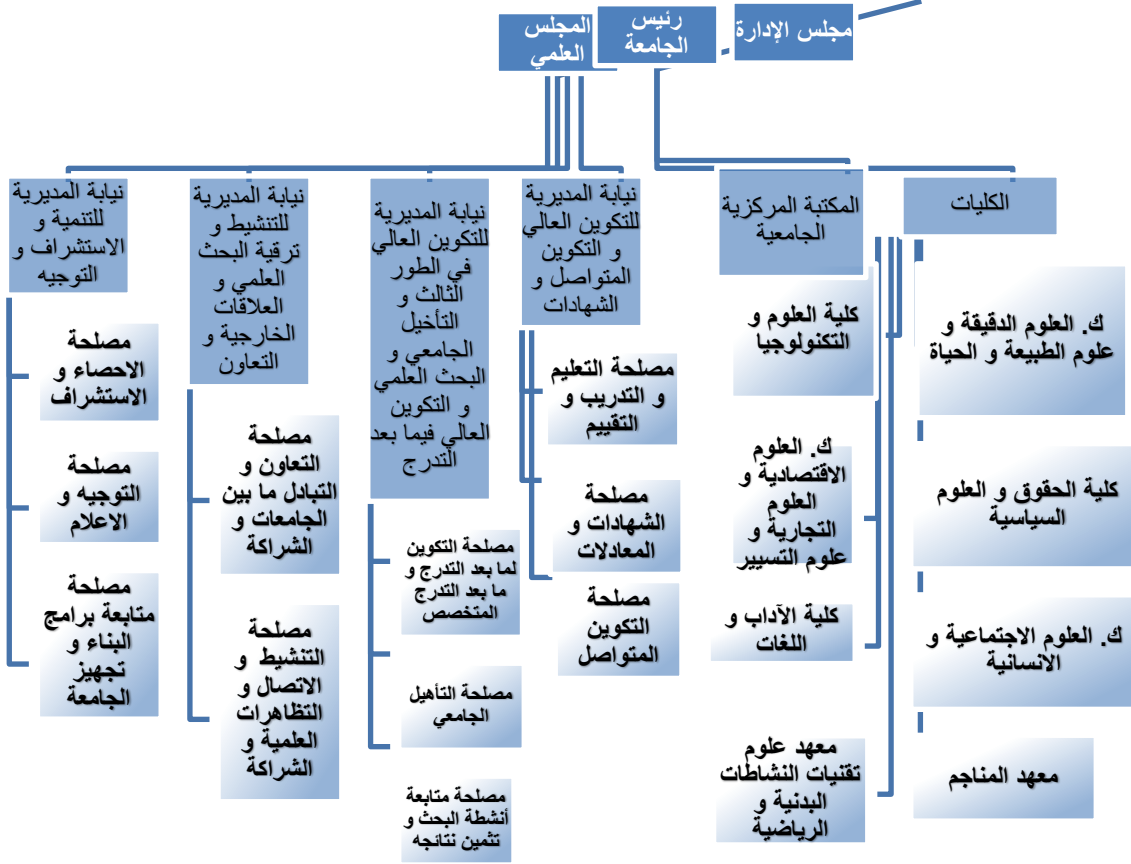 مجلس الإدارة
رئيس
الجامعة
المجلس
العلمي
الكليات
ك. العلوم الدقيقة و
علوم الطبيعة و الحياة
كلية الحقوق و العلوم
السياسية
ك. العلوم الاجتماعية و
الانسانية
معهد المناجم
المكتبة المركزية
الجامعية
كلية العلوم و
التكنولوجيا
ك. العلوم
الاقتصادية و
العلوم
التجارية و
علوم التسيير
كلية الآداب و
اللغات
معهد علوم
تقنيات النشاطات
البدنية و
الرياضية
نيابة المديرية
للتكوين العالي
و التكوين
المتواصل و
الشهادات
مصلحة التعليم
و التدريب و
التقييم
مصلحة
الشهادات و
المعادلات
مصلحة
التكوين
المتواصل
نيابة المديرية
للتكوين العالي
في الطور
الثالث و
التأخيل
الجامعي و
البحث العلمي
و التكوين
العالي فيما بعد
التدرج
مصلحة التكوين
لما بعد التدرج و
ما بعد التدرج
المتخصص
مصلحة التأهيل
الجامعي
مصلحة متابعة
أنشطة البحث و
تثمين نتائجه
نيابة المديرية
للتنشيط و
ترقية البحث
العلمي و
العلاقات
الخارجية و
التعاون
مصلحة
التعاون و
التبادل ما بين
الجامعات و
الشراكة
مصلحة
التنشيط و
الاتصال و
التظاهرات
العلمية و
الشراكة
نيابة المديرية
للتنمية و
الاستشراف و
التوجيه
مصلحة
الاحصاء و
الاستشراف
مصلحة
التوجيه و
الاعلام
مصلحة
متابعة برامج
البناء و
تجهيز
الجامعة